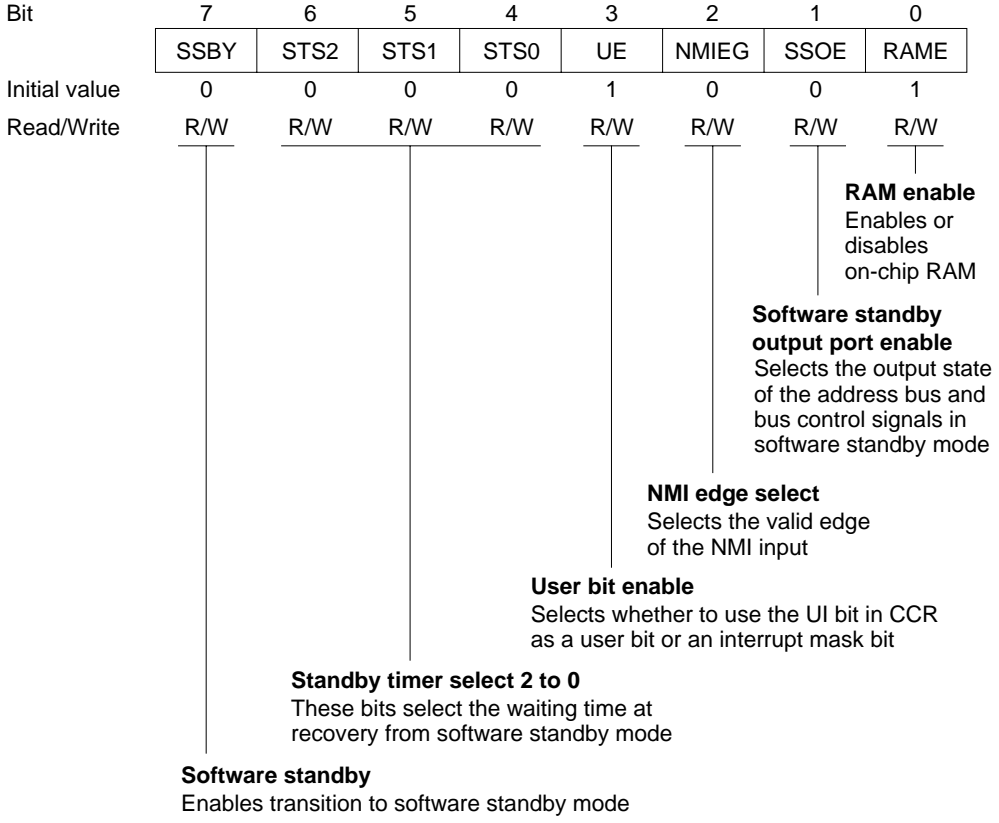 Bit 7 6 5 4 3 2 1 0
SSBY STS2 STS1 STS0 UE NMIEG SSOE RAME
Initial value 0 0 0 0 1 0 0 1
Read/Write R/W R/W R/W R/W R/W R/W R/W R/W
RAM enable
Enables or
disables
on-chip RAM
Software standby
output port enable
Selects the output state
of the address bus and
bus control signals in
software standby mode
NMI edge select
Selects the valid edge
of the NMI input
User bit enable
Selects whether to use the UI bit in CCR
as a user bit or an interrupt mask bit
Standby timer select 2 to 0
These bits select the waiting time at
recovery from software standby mode
Software standby
Enables transition to software standby mode